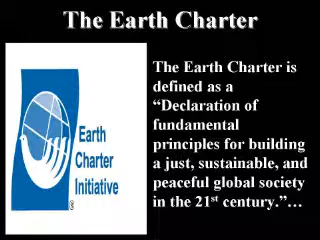 The Earth Charter
Earth
Charter
Initiative
®
The Earth Charter is
defined as a
“Declaration of
fundamental
principles for building
a just, sustainable, and
peaceful global society
in the 21st century.”…